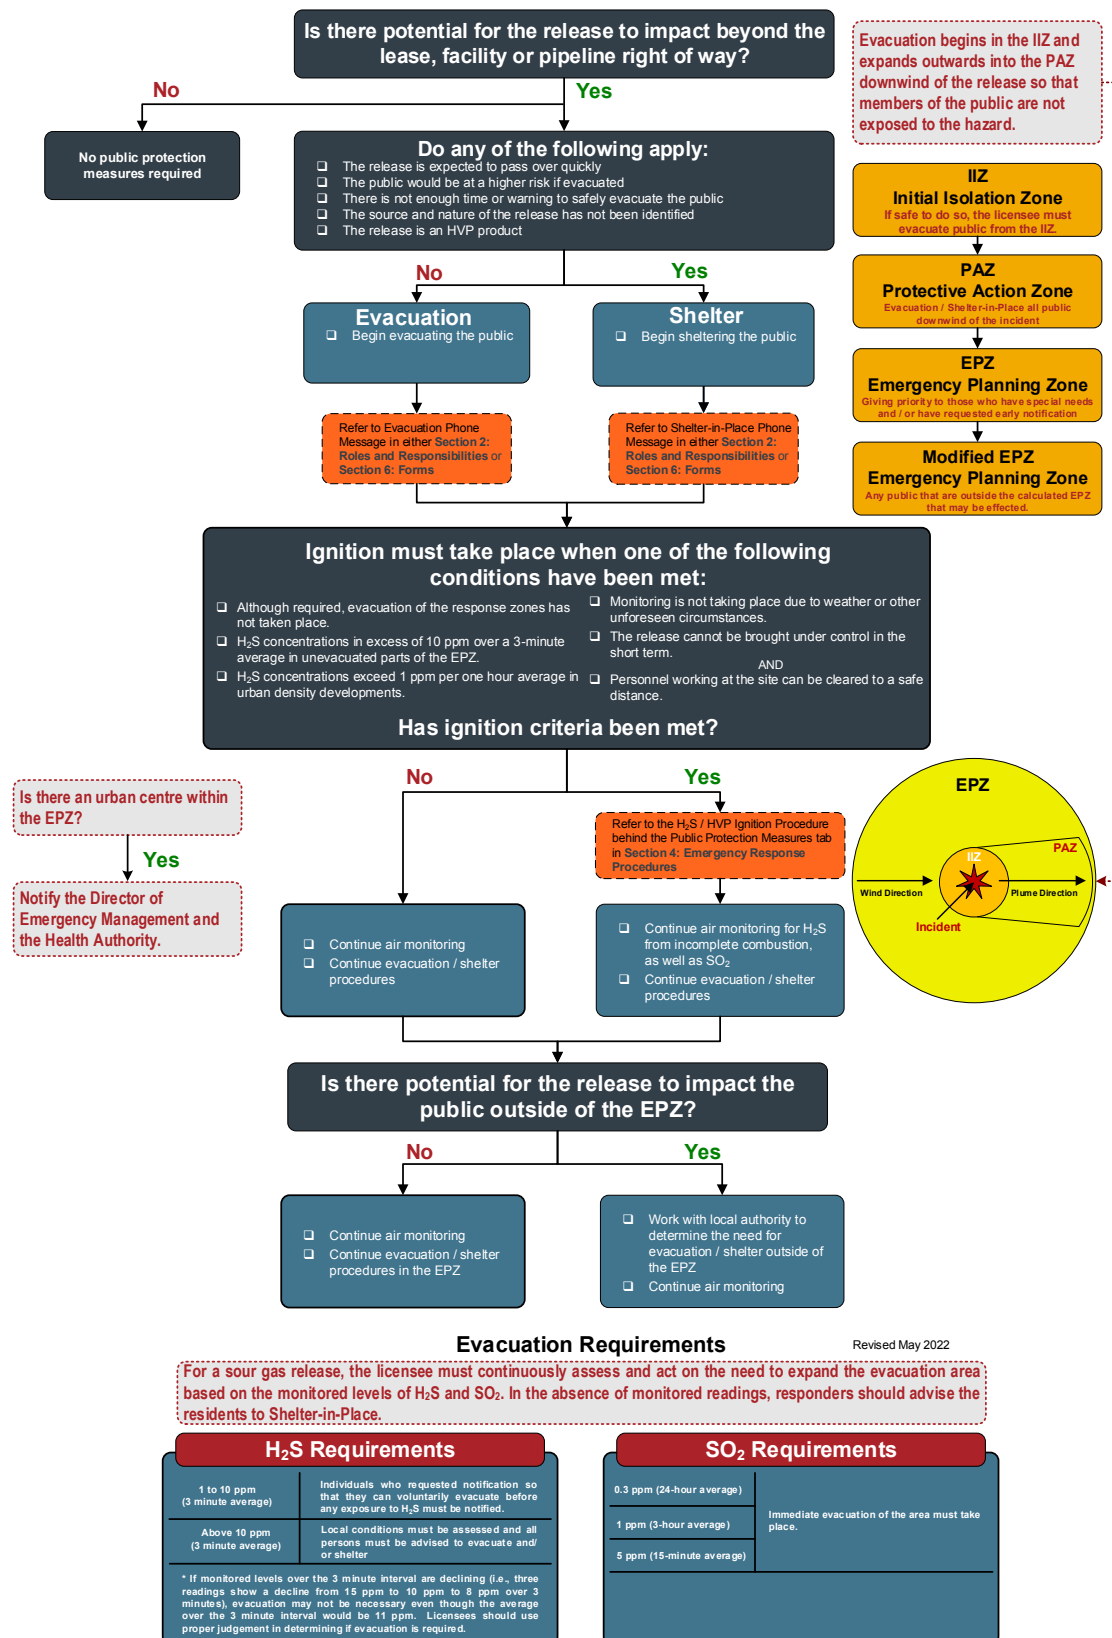 Is there potential for the release to impact beyond the
lease, facility or pipeline right of way?
No
Yes
No public protection
measures required
Do any of the following apply:
❑ The release is expected to pass over quickly
❑ The public would be at a higher risk if evacuated
❑ There is not enough time or warning to safely evacuate the public
❑ The source and nature of the release has not been identified
❑ The release is an HVP product
No
Yes
Evacuation
❑ Begin evacuating the public
Shelter
❑ Begin sheltering the public
Refer to Evacuation Phone
Message in either Section 2:
Roles and Responsibilities or
Section 6: Forms
Refer to Shelter-in-Place Phone
Message in either Section 2:
Roles and Responsibilities or
Section 6: Forms
Evacuation begins in the IIZ and
expands outwards into the PAZ
downwind of the release so that
members of the public are not
exposed to the hazard.
IIZ
Initial Isolation Zone
If safe to do so, the licensee must
evacuate public from the IIZ.
PAZ
Protective Action Zone
Evacuation / Shelter-in-Place all public
downwind of the incident
EPZ
Emergency Planning Zone
Giving priority to those who have special needs
and / or have requested early notification
Modified EPZ
Emergency Planning Zone
Any public that are outside the calculated EPZ
that may be effected.
Ignition must take place when one of the following
conditions have been met:
❑ Although required, evacuation of the response zones has
not taken place.
❑ H₂S concentrations in excess of 10 ppm over a 3-minute
average in unevacuated parts of the EPZ.
❑ H₂S concentrations exceed 1 ppm per one hour average in
urban density developments.
❑ Monitoring is not taking place due to weather or other
unforeseen circumstances.
❑ The release cannot be brought under control in the
short term.
AND
❑ Personnel working at the site can be cleared to a safe
distance.
Has ignition criteria been met?
No
Yes
Is there an urban centre within
the EPZ?
Yes
Notify the Director of
Emergency Management and
the Health Authority.
Refer to the H₂S / HVP Ignition Procedure
behind the Public Protection Measures tab
in Section 4: Emergency Response
Procedures
❑ Continue air monitoring
❑ Continue evacuation / shelter
procedures
❑ Continue air monitoring for H₂S
from incomplete combustion,
as well as SO₂
❑ Continue evacuation / shelter
procedures
EPZ
PAZ
IIZ
Wind Direction
Plume Direction
Incident
Is there potential for the release to impact the
public outside of the EPZ?
No
Yes
❑ Continue air monitoring
❑ Continue evacuation / shelter
procedures in the EPZ
❑ Work with local authority to
determine the need for
evacuation / shelter outside of
the EPZ
❑ Continue air monitoring
Evacuation Requirements
Revised May 2022
For a sour gas release, the licensee must continuously assess and act on the need to expand the evacuation area
based on the monitored levels of H₂S and SO₂. In the absence of monitored readings, responders should advise the
residents to Shelter-in-Place.
H₂S Requirements
1 to 10 ppm
(3 minute average)
Individuals who requested notification so
that they can voluntarily evacuate before
any exposure to H₂S must be notified.
Above 10 ppm
(3 minute average)
Local conditions must be assessed and all
persons must be advised to evacuate and/
or shelter
* If monitored levels over the 3 minute interval are declining (i.e., three
readings show a decline from 15 ppm to 10 ppm to 8 ppm over 3
minutes), evacuation may not be necessary even though the average
over the 3 minute interval would be 11 ppm. Licensees should use
proper judgement in determining if evacuation is required.
SO₂ Requirements
0.3 ppm (24-hour average)
1 ppm (3-hour average)
5 ppm (15-minute average)
Immediate evacuation of the area must take
place.